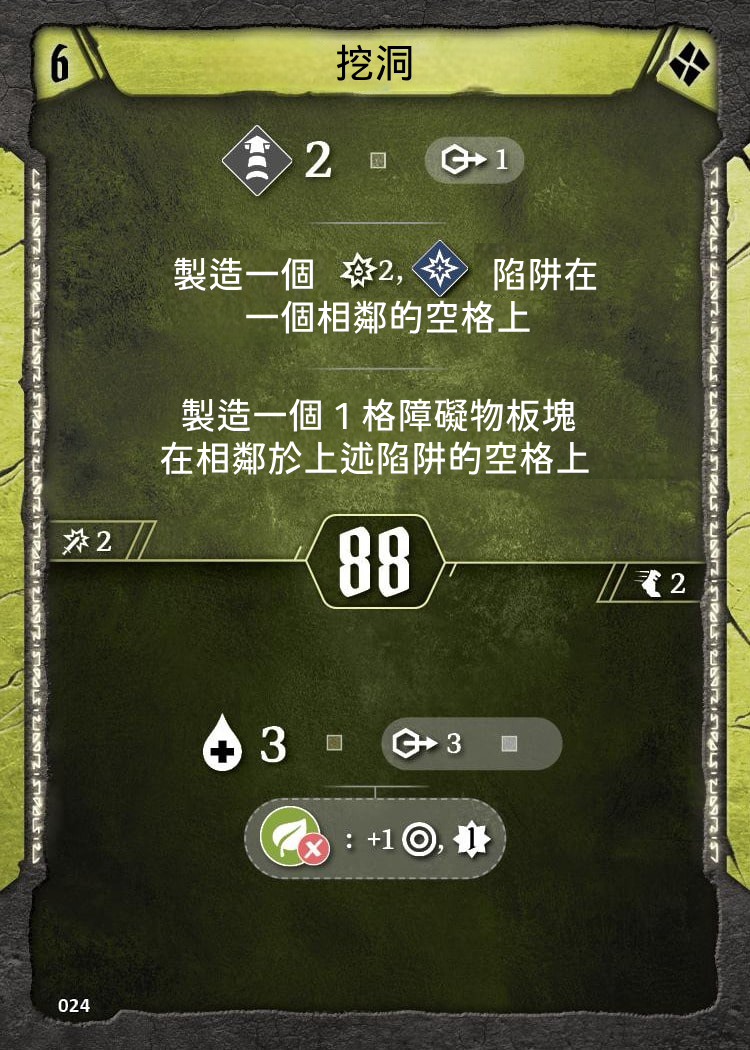 6
挖洞
2
1
製造一個 2, 陷阱在
一個相鄰的空格上
製造一個 1 格障礙物板塊
在相鄰於上述陷阱的空格上
2
88
2
3
3
: +1 , 1
024